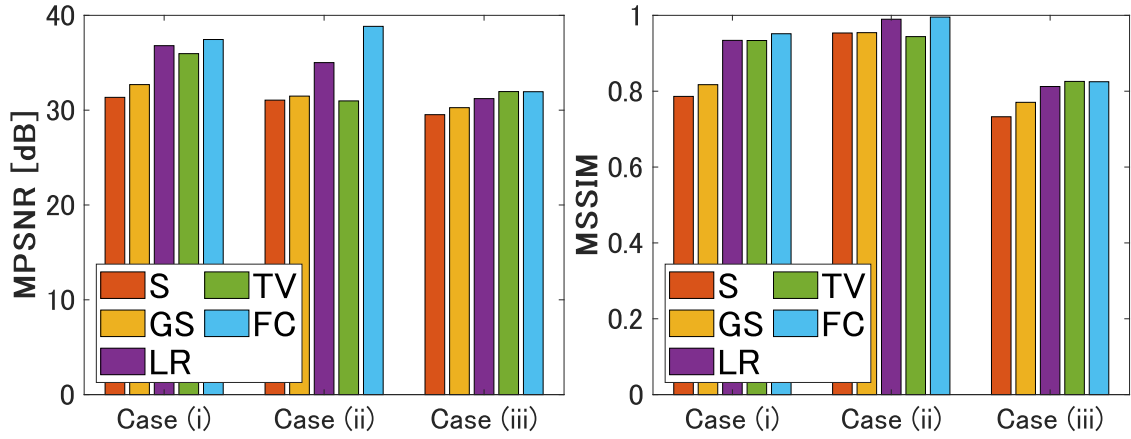 MPSNR [dB]
40
30
20
10
0
S TV
GS FC
LR
Case (i) Case (ii) Case (iii)
MSSIM
1
0.8
0.6
0.4
0.2
0
S TV
GS FC
LR
Case (i) Case (ii) Case (iii)